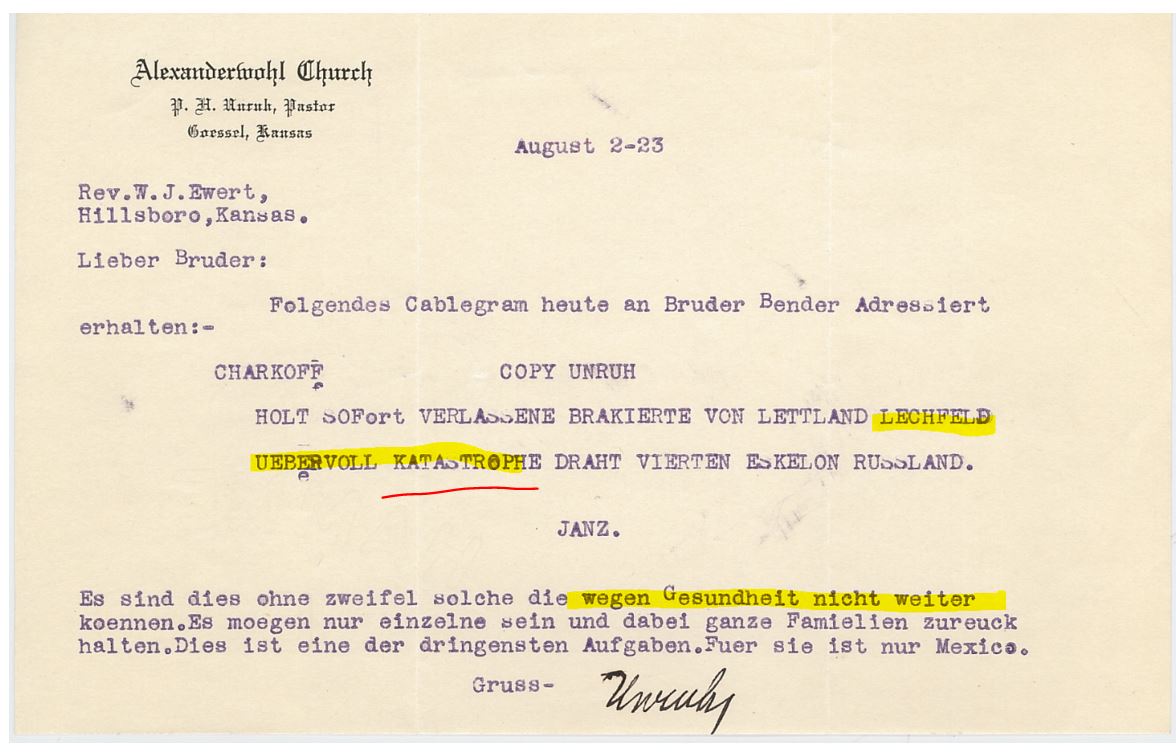 Alexanderwohl Church
P. H. Unruh, Pastor
Goessel, Kansas
August 2-23
Rev.W.J.Ewert,
Hillsboro,Kansas.
Lieber Bruder:
Folgendes Cablegram heute an Bruder Bender Adressiert
erhalten:-
CHARKOFF COPY UNRUH
HOLT SOFort VERLASSENE BRAKIERTE VON LETTLAND LECHFELD
UEBERVOLL KATASTROPHE DRAHT VIERTEN ESKELON RUSSLAND.
JANZ.
Es sind dies ohne zweifel solche die wegen Gesundheit nicht weiter
koennen.Es moegen nur einzelne sein und dabei ganze Famielien zureuck
halten.Dies ist eine der dringensten Aufgaben.Fuer sie ist nur Mexico.
Gruss- Unruh